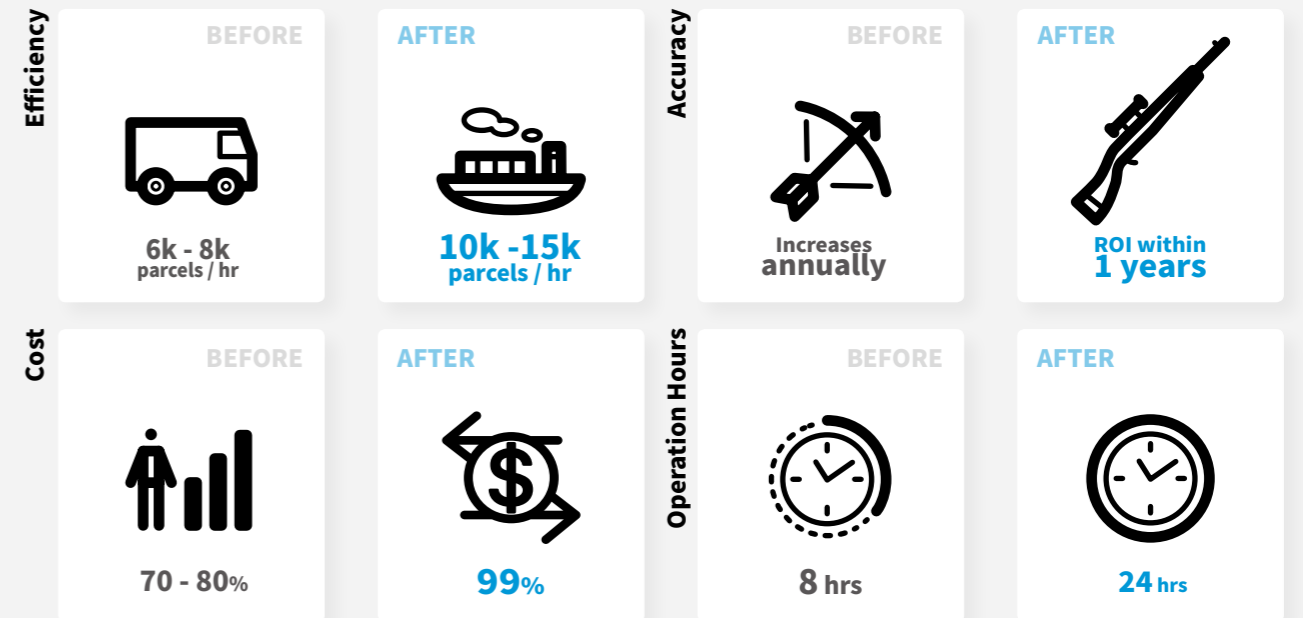 Efficiency
BEFORE
6k - 8k
parcels / hr
AFTER
10k -15k
parcels / hr
Accuracy
BEFORE
Increases
annually
AFTER
ROI within
1 years
Cost
BEFORE
70 - 80%
AFTER
$
99%
Operation Hours
BEFORE
8 hrs
AFTER
24 hrs